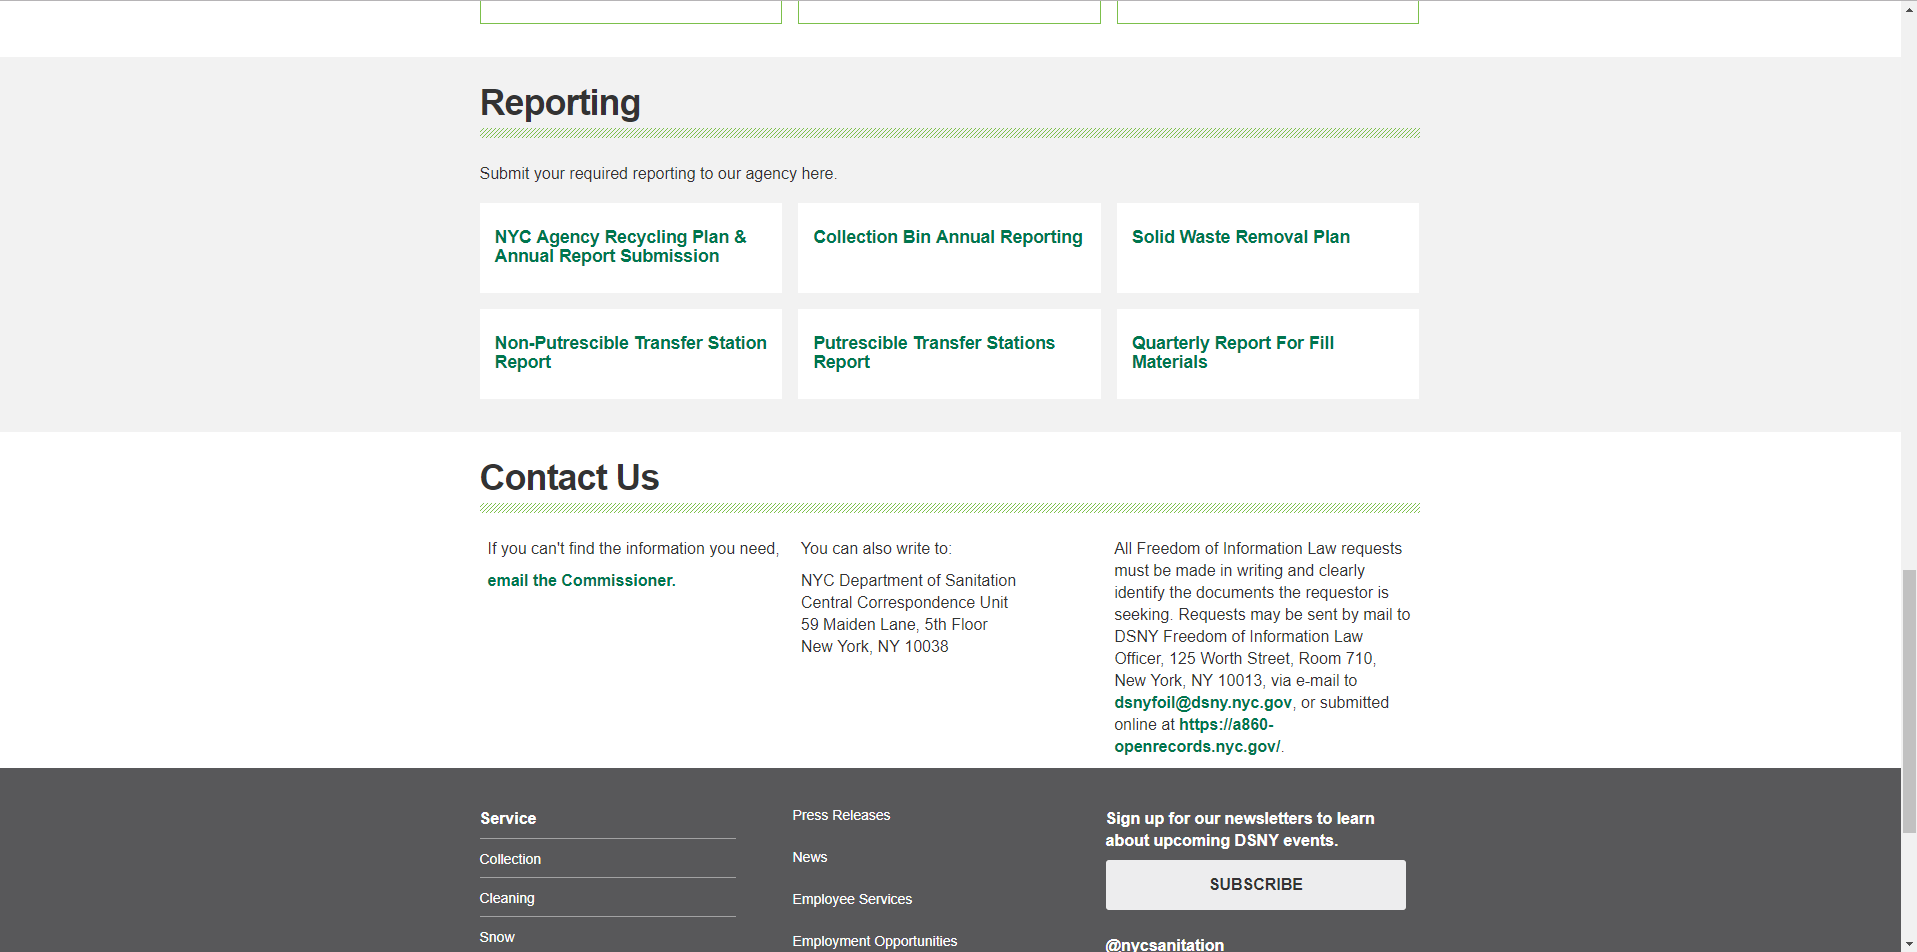 Reporting
Submit your required reporting to our agency here.
NYC Agency Recycling Plan &
Annual Report Submission
Collection Bin Annual Reporting
Solid Waste Removal Plan
Non-Putrescible Transfer Station
Report
Putrescible Transfer Stations
Report
Quarterly Report For Fill
Materials
Contact Us
If you can't find the information you need,
email the Commissioner.
You can also write to:
NYC Department of Sanitation
Central Correspondence Unit
59 Maiden Lane, 5th Floor
New York, NY 10038
All Freedom of Information Law requests
must be made in writing and clearly
identify the documents the requestor is
seeking. Requests may be sent by mail to
DSNY Freedom of Information Law
Officer, 125 Worth Street, Room 710,
New York, NY 10013, via e-mail to
dsnyfoil@dsny.nyc.gov, or submitted
online at https://a860-
openrecords.nyc.gov/.
Service
Collection
Cleaning
Snow
Press Releases
News
Employee Services
Employment Opportunities
Sign up for our newsletters to learn
about upcoming DSNY events.
SUBSCRIBE
@nycsanitation